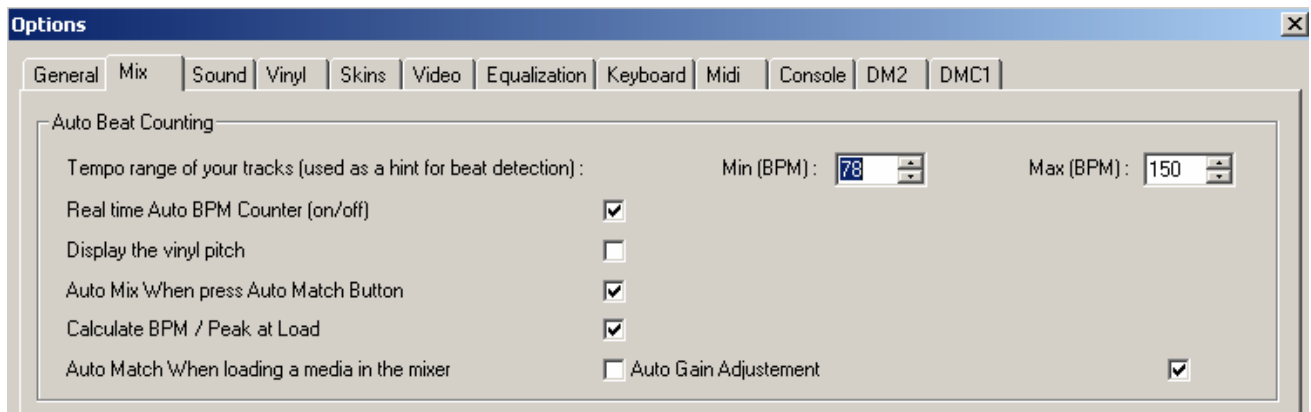 Options
General Mix Sound Vinyl Skins Video Equalization Keyboard Midi Console DM2 DMC1
Auto Beat Counting
Tempo range of your tracks (used as a hint for beat detection) : Min (BPM) : 78 Max (BPM) : 150
Real time Auto BPM Counter (on/off)
Display the vinyl pitch
Auto Mix When press Auto Match Button
Calculate BPM / Peak at Load
Auto Match When loading a media in the mixer Auto Gain Adjustement